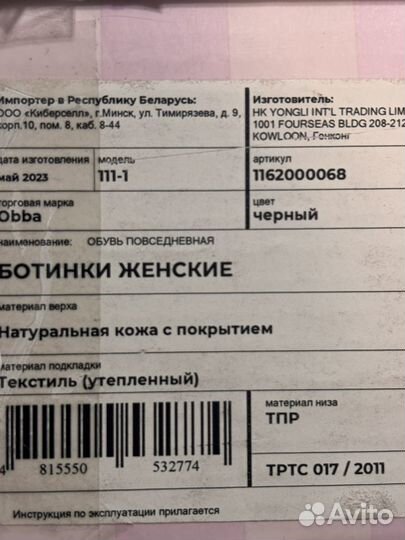 Импортер в Республику Беларусь:
ООО «Киберселл», г.Минск, ул. Тимирязева, д. 9,
корп.10, пом. 8, каб. 8-44
Изготовитель:
HK YONGLI INT'L TRADING LIM
1001 FOURSEAS BLDG 208-212
KOWLOON, Гонконг
дата изготовления
май 2023
модель
111-1
артикул
1162000068
торговая марка
Obba
цвет
черный
наименование: ОБУВЬ ПОВСЕДНЕВНАЯ
БОТИНКИ ЖЕНСКИЕ
материал верха
Натуральная кожа с покрытием
материал подкладки
Текстиль (утепленный)
4 815550 532774
материал низа
ТПР
ТРТС 017 / 2011
Инструкция по эксплуатации прилагается
Avito